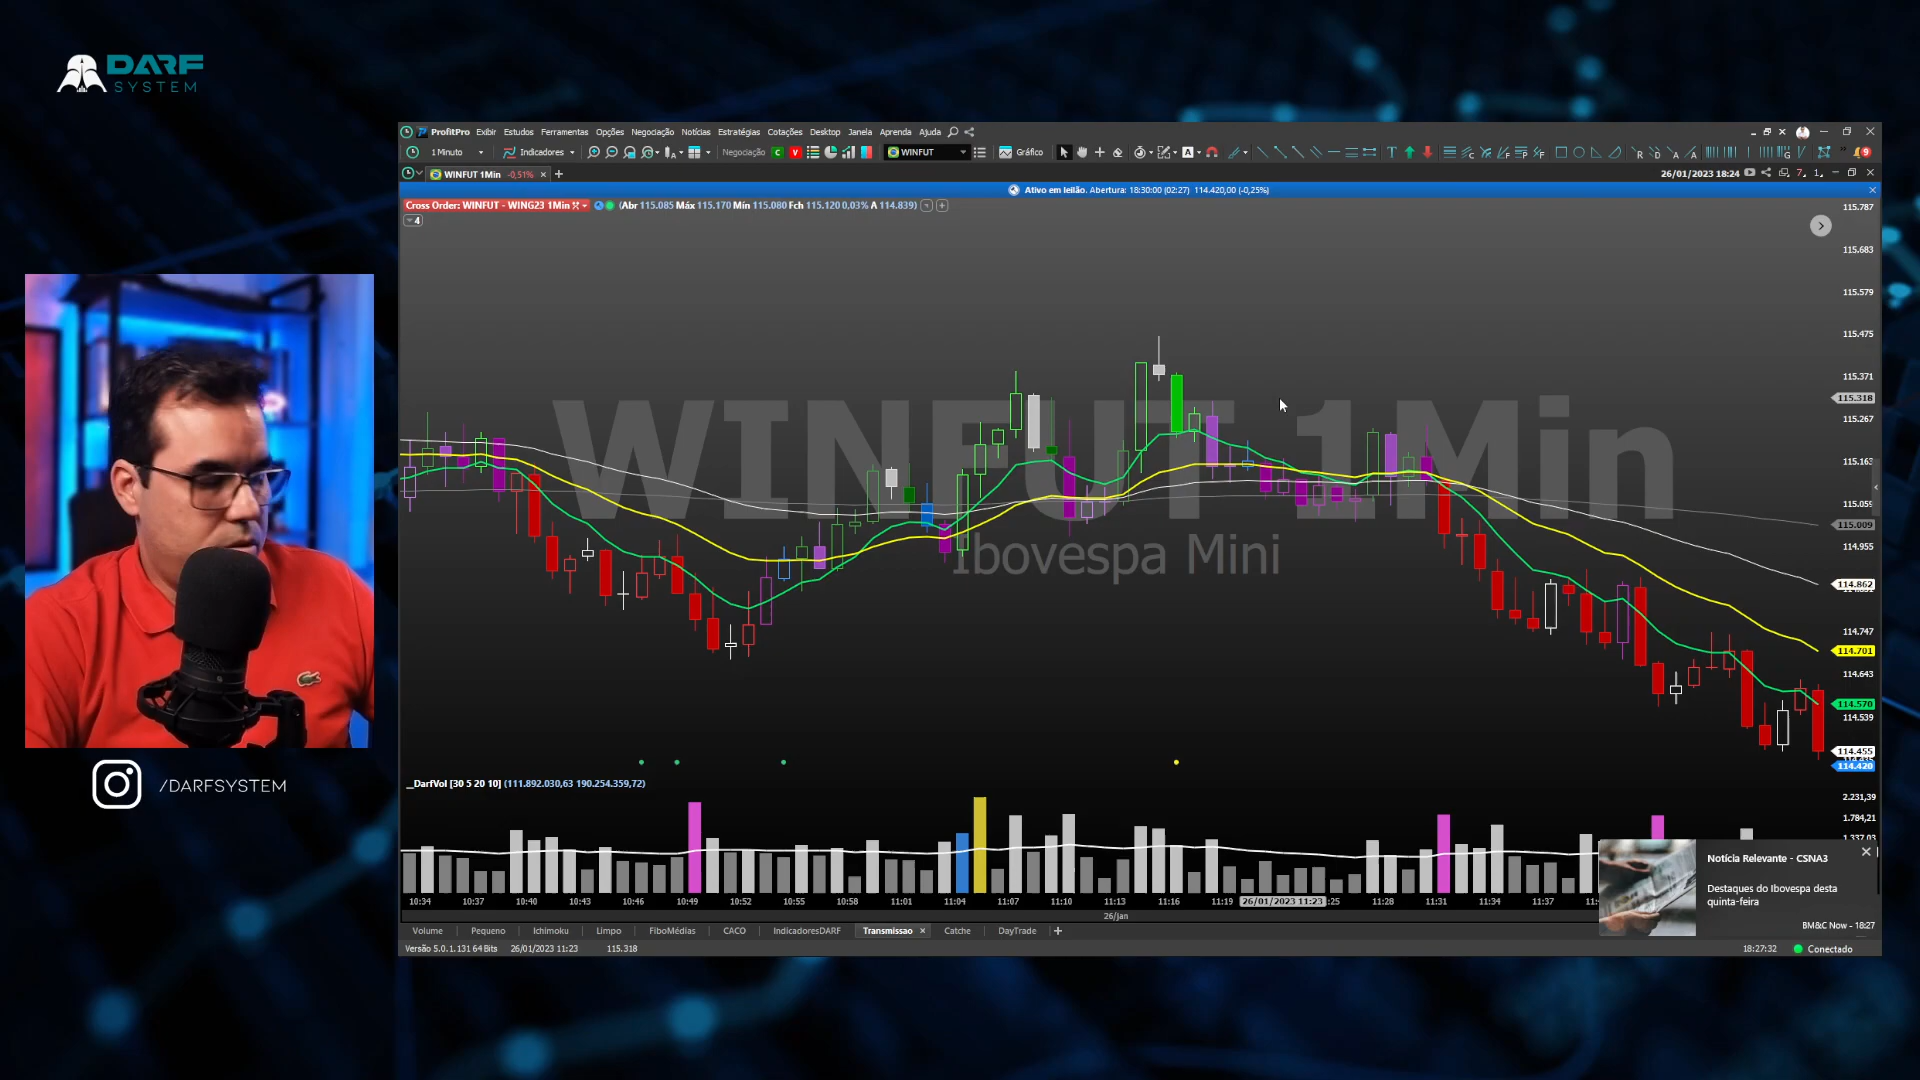 DARF
SYSTEM
ProfitPro Exibir Estudos Ferramentas Opções Negociação Notícias Estratégias Cotações Desktop Janela Aprenda Ajuda
1 Minuto Indicadores Negociação C V WINFUT Gráfico
WINFUT 1Min -0,51%
26/01/2023 18:24
Ativo em leilão. Abertura: 18:30:00 (02:27) 114.420,00 (-0,25%)
Cross Order: WINFUT - WING23 1Min (Abr 115.085 Máx 115.170 Mín 115.080 Fch 115.120 0,03% A 114.839)
4
115.787
115.683
115.579
115.475
115.371
115.318
115.267
115.163
115.055
115.009
114.955
114.862
114.747
114.701
114.643
114.570
114.539
114.455
114.420
WINFUT 1Min
Ibovespa Mini
__DarfVol [30 5 20 10] (111.892.030,63 190.254.359,72)
2.231,39
1.784,21
1.337,03
10:34 10:37 10:40 10:43 10:46 10:49 10:52 10:55 10:58 11:01 11:04 11:07 11:10 11:13 11:16 11:19 26/01/2023 11:23 :25 11:28 11:31 11:34 11:37
26/jan
Notícia Relevante - CSNA3
Destaques do Ibovespa desta
quinta-feira
BM&C Now - 18:27
Volume Pequeno Ichimoku Limpo FiboMédias CACO IndicadoresDARF Transmissao Catche DayTrade
Versão 5.0.1.131 64 Bits 26/01/2023 11:23 115.318 18:27:32 Conectado
/DARFSYSTEM